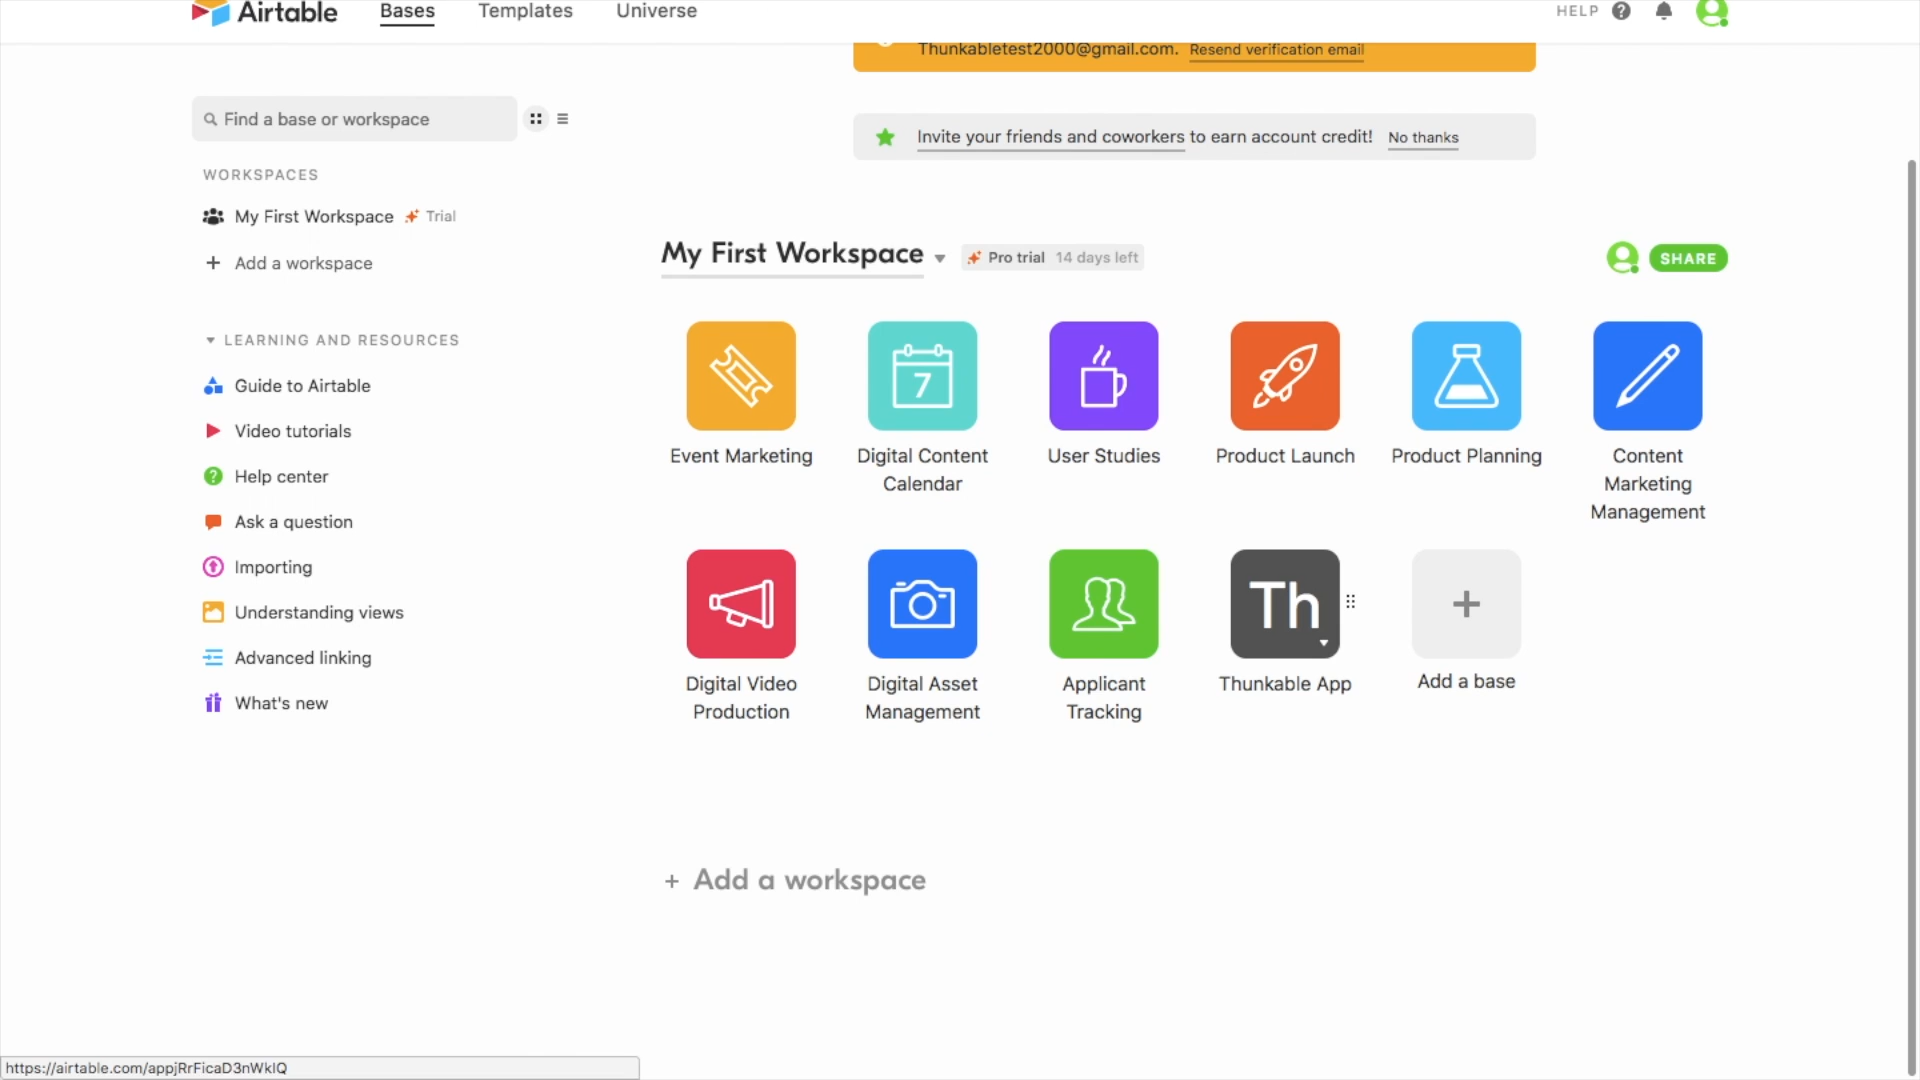 Airtable
Bases
Templates
Universe
HELP
Thunkabletest2000@gmail.com. Resend verification email
Find a base or workspace
Invite your friends and coworkers to earn account credit! No thanks
WORKSPACES
My First Workspace Trial
Add a workspace
My First Workspace
Pro trial 14 days left
SHARE
LEARNING AND RESOURCES
Guide to Airtable
Video tutorials
Help center
Ask a question
Importing
Understanding views
Advanced linking
What's new
7
Event Marketing
Digital Content
Calendar
User Studies
Product Launch
Product Planning
Content
Marketing
Management
Th
Digital Video
Production
Digital Asset
Management
Applicant
Tracking
Thunkable App
Add a base
+ Add a workspace
https://airtable.com/appjRrFicaD3nWkIQ